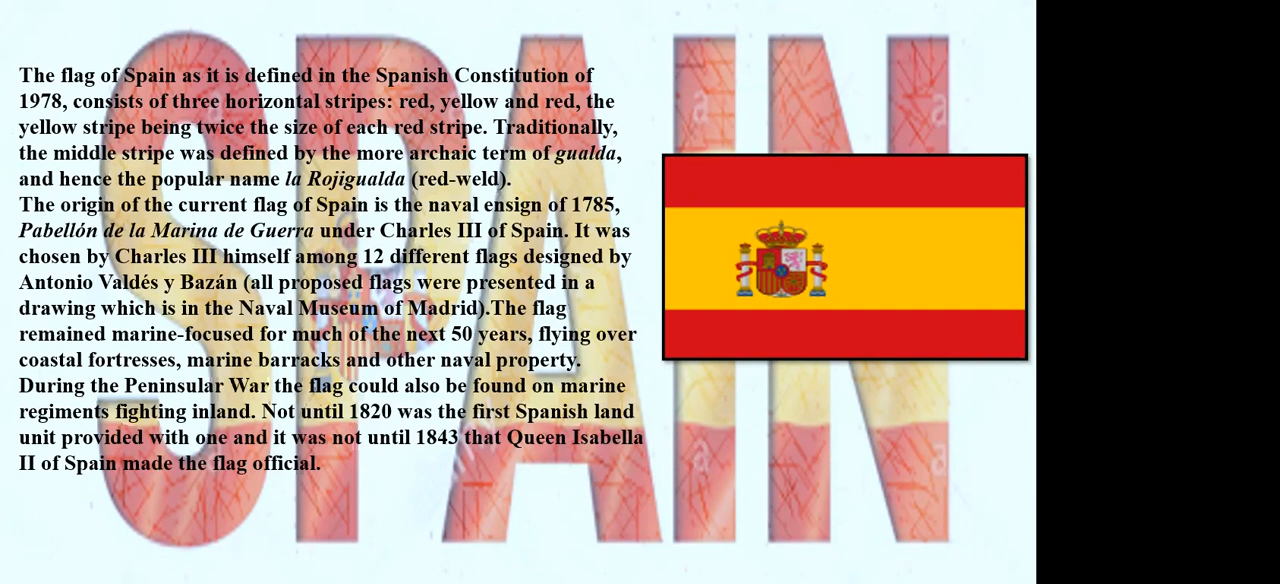 SPAIN
The flag of Spain as it is defined in the Spanish Constitution of
1978, consists of three horizontal stripes: red, yellow and red, the
yellow stripe being twice the size of each red stripe. Traditionally,
the middle stripe was defined by the more archaic term of gualda,
and hence the popular name la Rojigualda (red-weld).
The origin of the current flag of Spain is the naval ensign of 1785,
Pabellón de la Marina de Guerra under Charles III of Spain. It was
chosen by Charles III himself among 12 different flags designed by
Antonio Valdés y Bazán (all proposed flags were presented in a
drawing which is in the Naval Museum of Madrid).The flag
remained marine-focused for much of the next 50 years, flying over
coastal fortresses, marine barracks and other naval property.
During the Peninsular War the flag could also be found on marine
regiments fighting inland. Not until 1820 was the first Spanish land
unit provided with one and it was not until 1843 that Queen Isabella
II of Spain made the flag official.